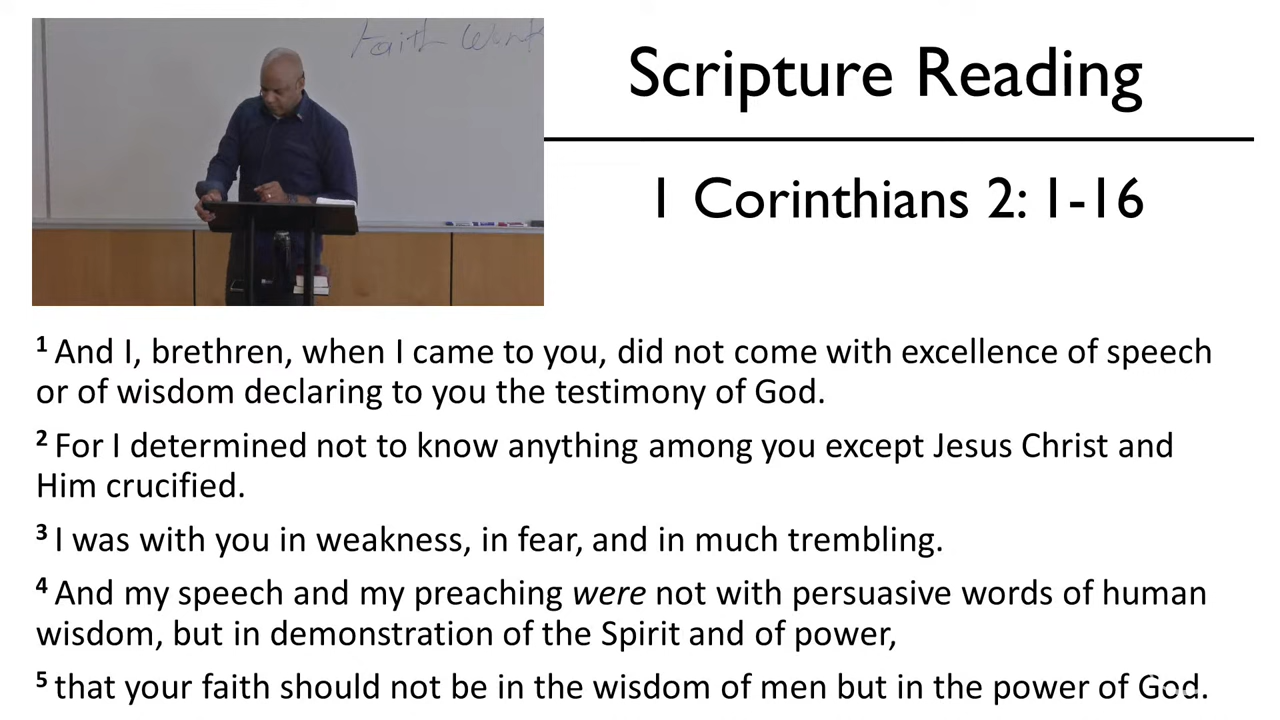 Faith
Scripture Reading
1 Corinthians 2: 1-16
1 And I, brethren, when I came to you, did not come with excellence of speech
or of wisdom declaring to you the testimony of God.
2 For I determined not to know anything among you except Jesus Christ and
Him crucified.
3 I was with you in weakness, in fear, and in much trembling.
4 And my speech and my preaching were not with persuasive words of human
wisdom, but in demonstration of the Spirit and of power,
5 that your faith should not be in the wisdom of men but in the power of God.